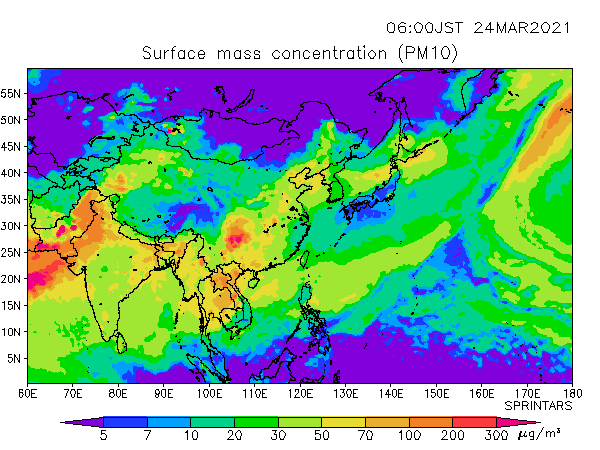 06:00JST 24MAR2021
Surface mass concentration (PM10)
55N
50N
45N
40N
35N
30N
25N
20N
15N
10N
5N
60E 70E 80E 90E 100E 110E 120E 130E 140E 150E 160E 170E 180
SPRINTARS
5 7 10 20 30 50 70 100 200 300 μg/m³